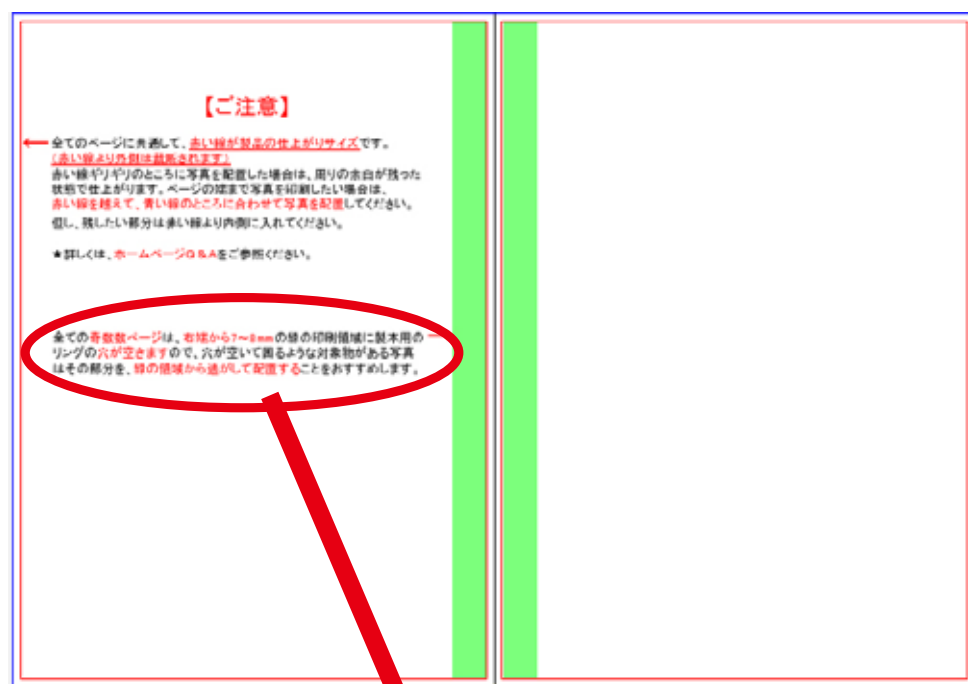 【ご注意】
全てのページに共通して、赤い線が製品の仕上がりサイズです。
（赤い線より外側は裁断されます）
赤い線ギリギリのところに写真を配置した場合は、周りの余白が残った
状態で仕上がります。ページの端まで写真を印刷したい場合は、
赤い線を越えて、青い線のところに合わせて写真を配置してください。
但し、残したい部分は赤い線より内側に入れてください。
★詳しくは、ホームページQ&Aをご参照ください。
全ての奇数数ページは、右端から7～8mmの緑の印刷領域に製本用の
リングの穴が空きますので、穴が空いて困るような対象物がある写真
はその部分を、緑の領域から逃がして配置することをおすすめします。